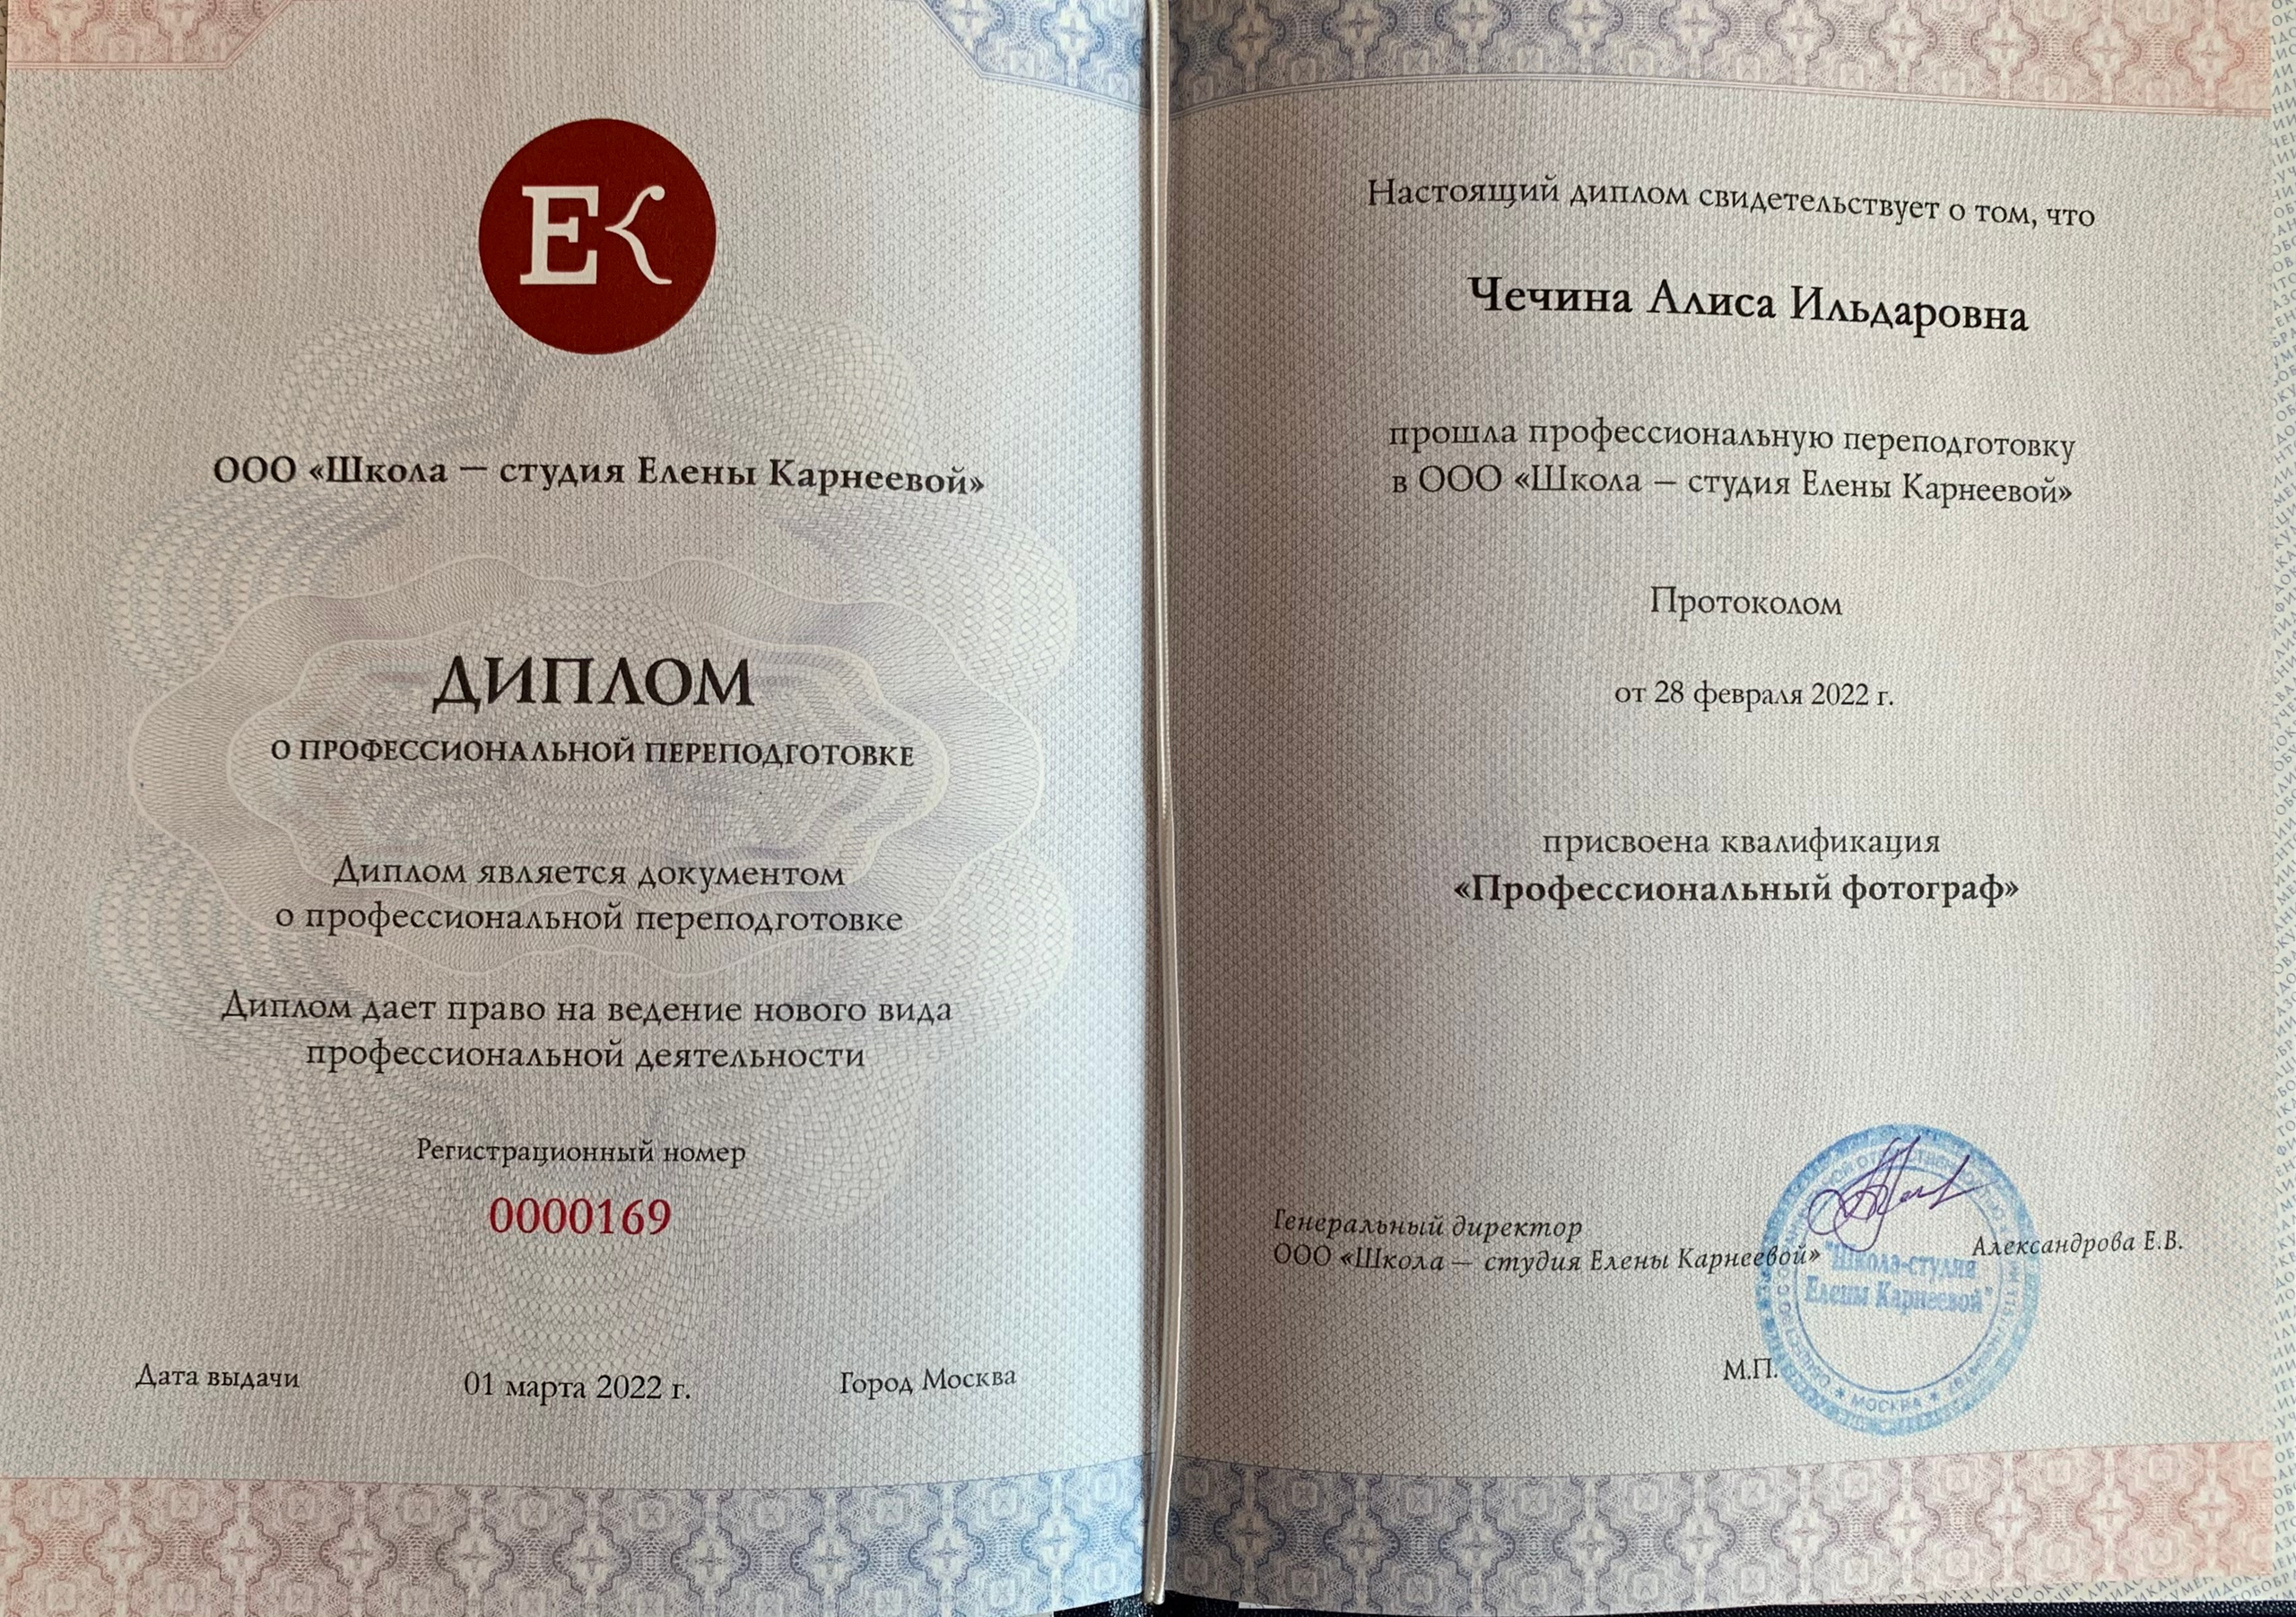 ЕК
ООО «Школа — студия Елены Карнеевой»
ДИПЛОМ
О ПРОФЕССИОНАЛЬНОЙ ПЕРЕПОДГОТОВКЕ
Диплом является документом
о профессиональной переподготовке
Диплом дает право на ведение нового вида
профессиональной деятельности
Регистрационный номер
0000169
Дата выдачи 01 марта 2022 г. Город Москва
Настоящий диплом свидетельствует о том, что
Чечина Алиса Ильдаровна
прошла профессиональную переподготовку
в ООО «Школа — студия Елены Карнеевой»
Протоколом
от 28 февраля 2022 г.
присвоена квалификация
«Профессиональный фотограф»
Генеральный директор
ООО «Школа — студия Елены Карнеевой»
Александрова Е.В.
"Школа-студия
Елены Карнеевой"
МОСКВА
М.П.